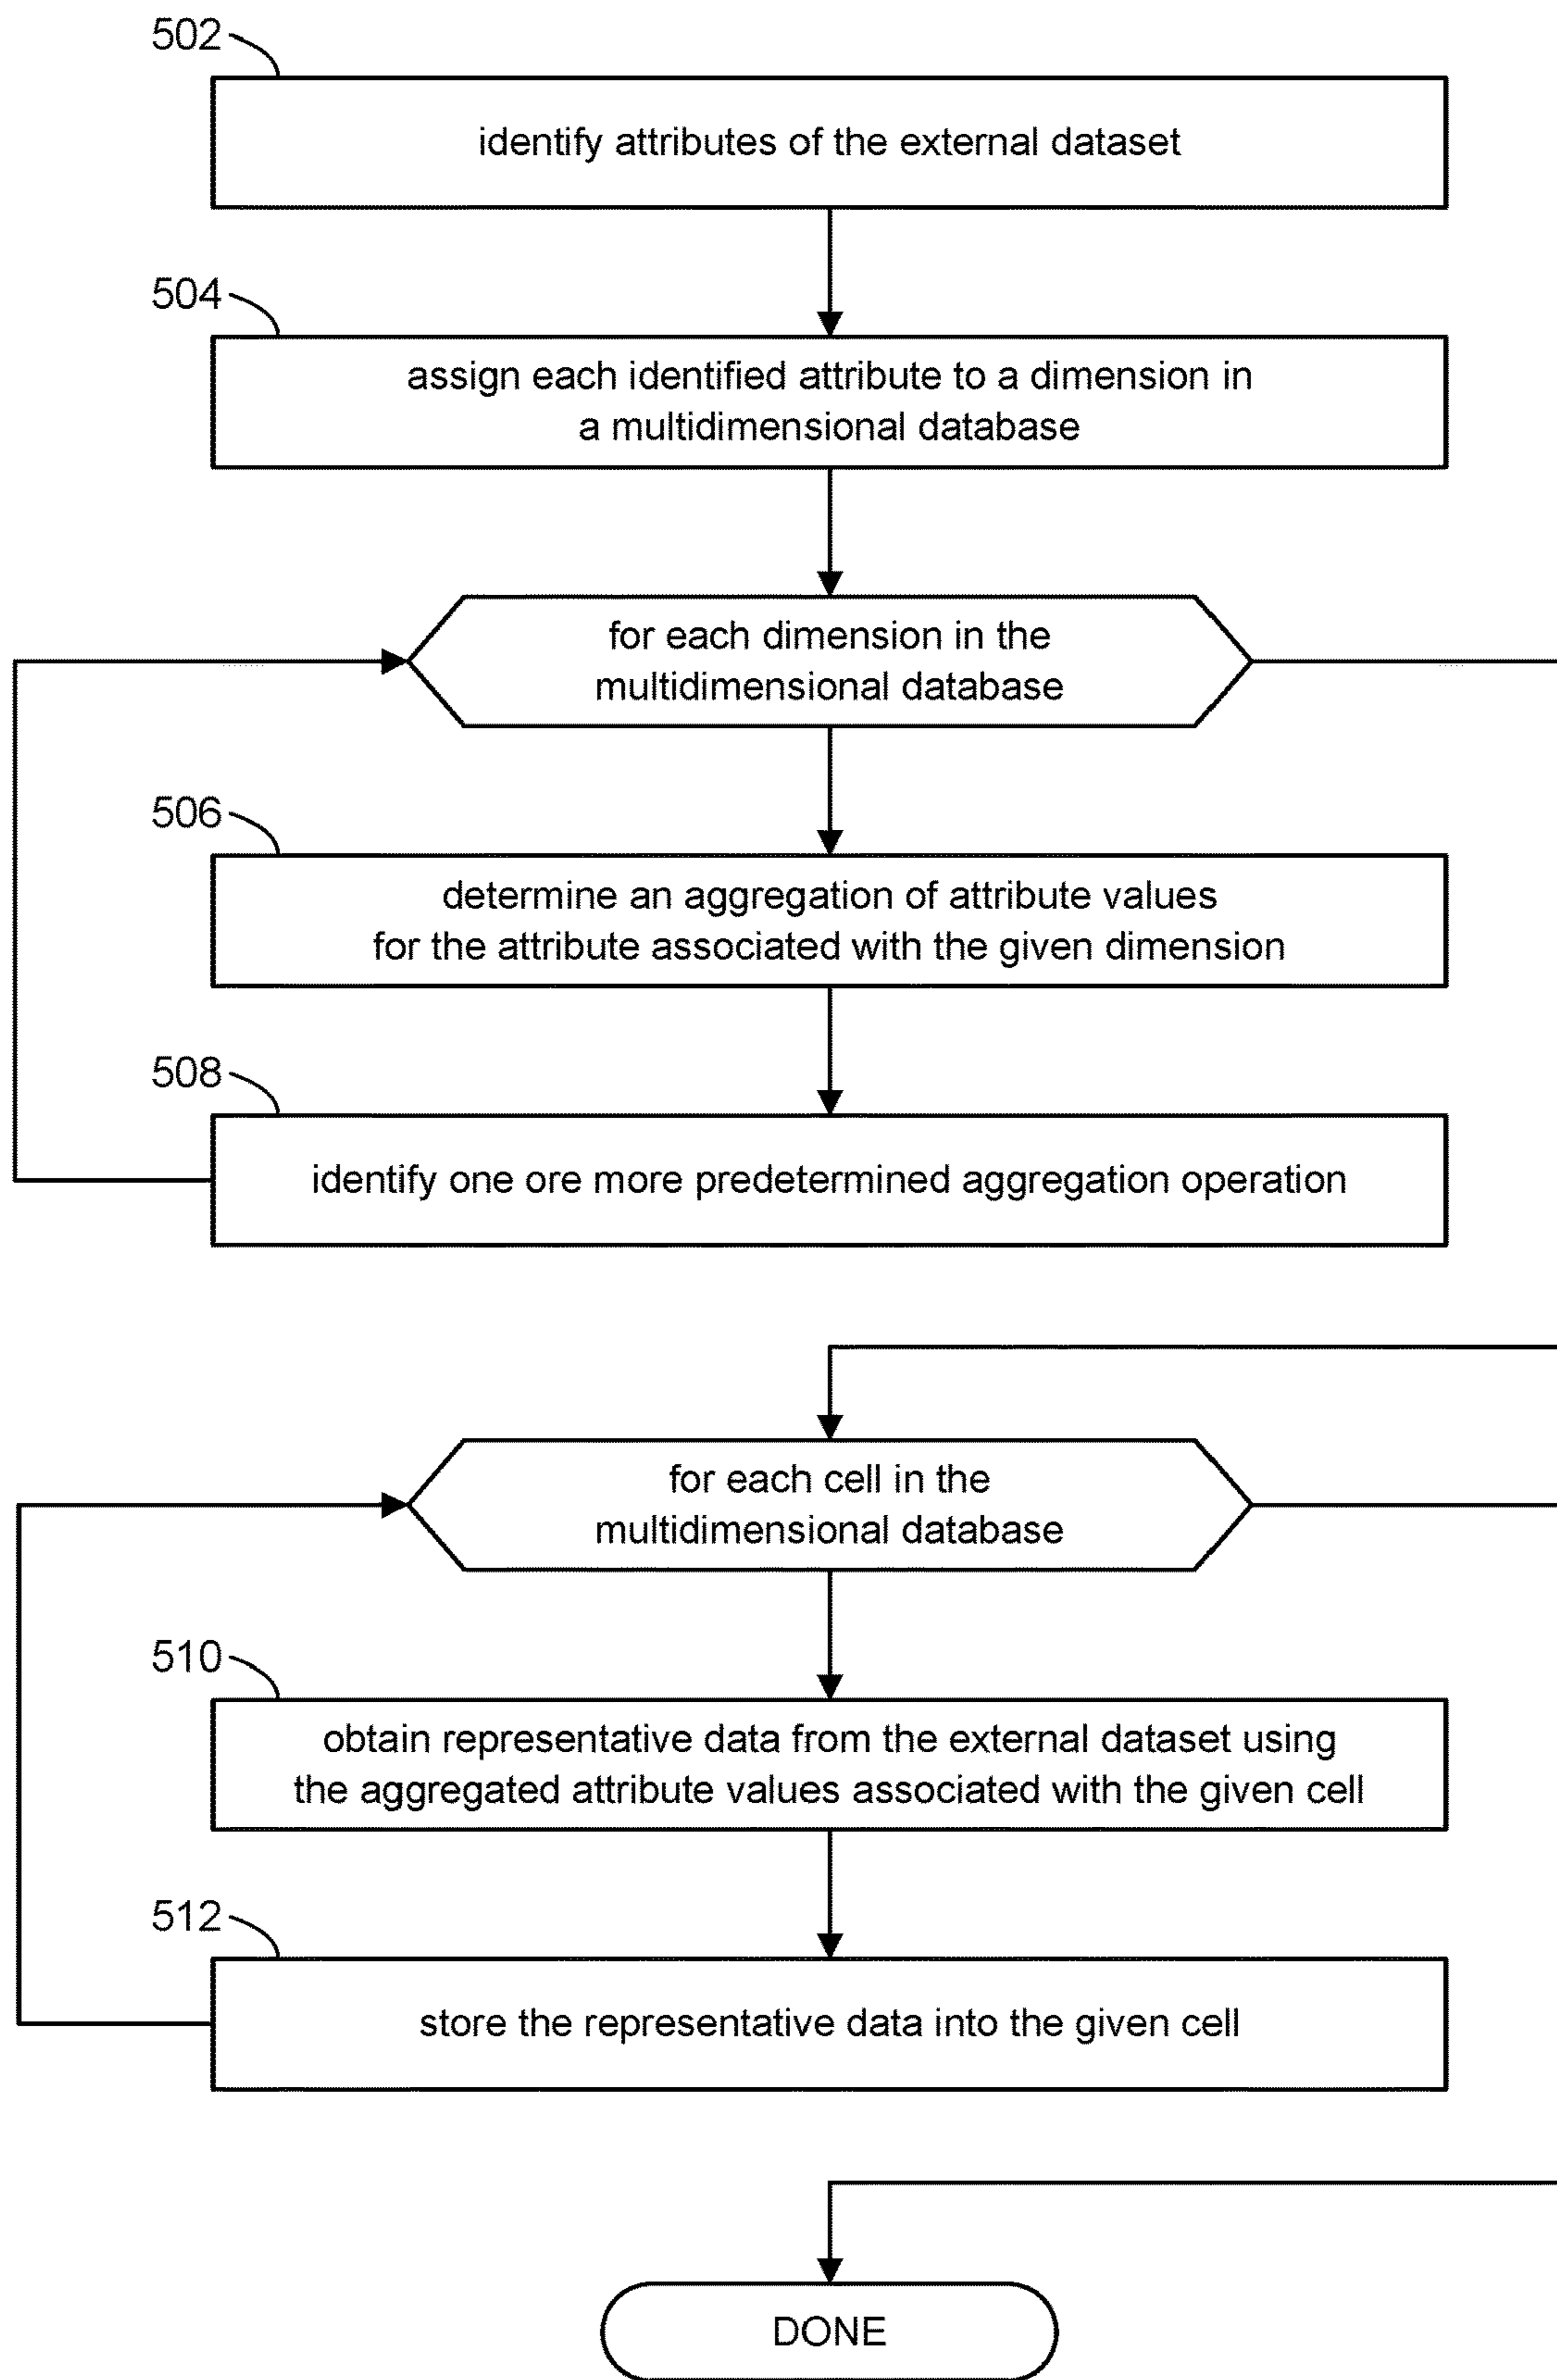 502
identify attributes of the external dataset
504
assign each identified attribute to a dimension in
a multidimensional database
for each dimension in the
multidimensional database
506
determine an aggregation of attribute values
for the attribute associated with the given dimension
508
identify one ore more predetermined aggregation operation
for each cell in the
multidimensional database
510
obtain representative data from the external dataset using
the aggregated attribute values associated with the given cell
512
store the representative data into the given cell
DONE